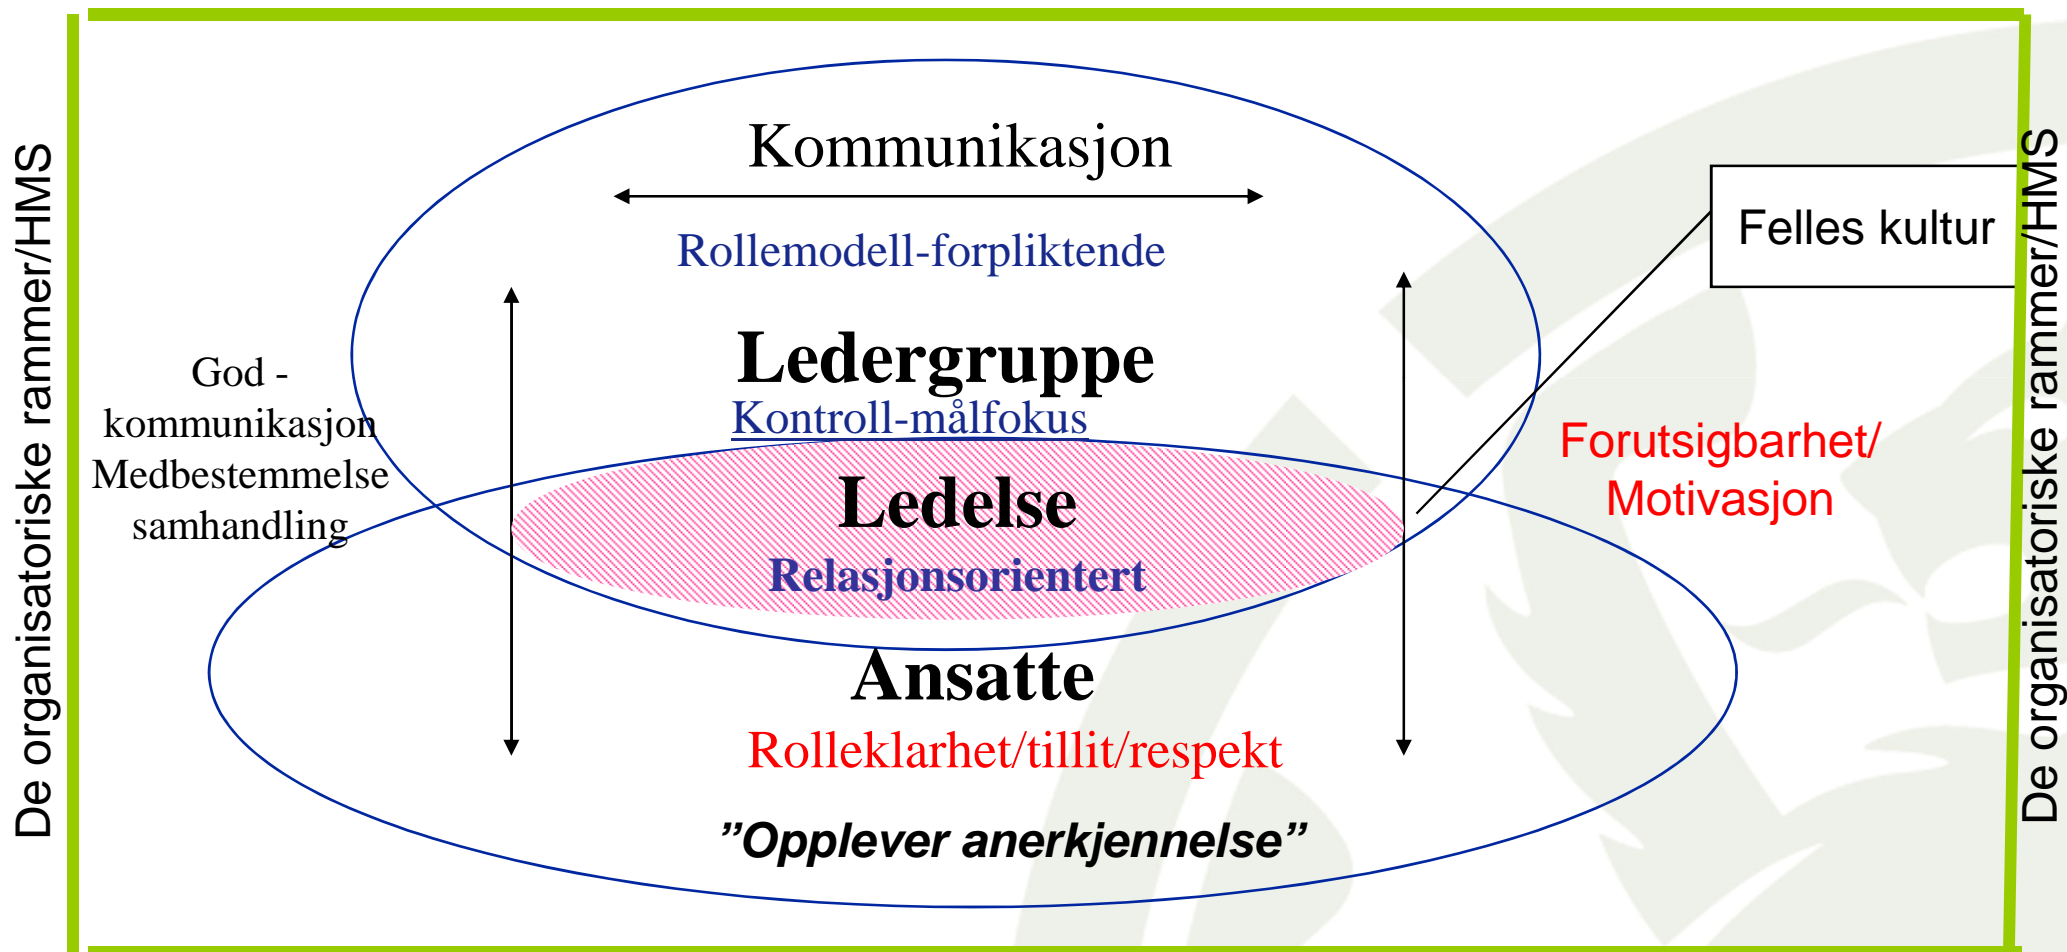 De organisatoriske rammer/HMS
Kommunikasjon
Rollemodell-forpliktende
Felles kultur
Ledergruppe
Kontroll-målfokus
God -
kommunikasjon
Medbestemmelse
samhandling
Forutsigbarhet/
Motivasjon
Ledelse
Relasjonsorientert
Ansatte
Rolleklarhet/tillit/respekt
”Opplever anerkjennelse”
De organisatoriske rammer/HMS